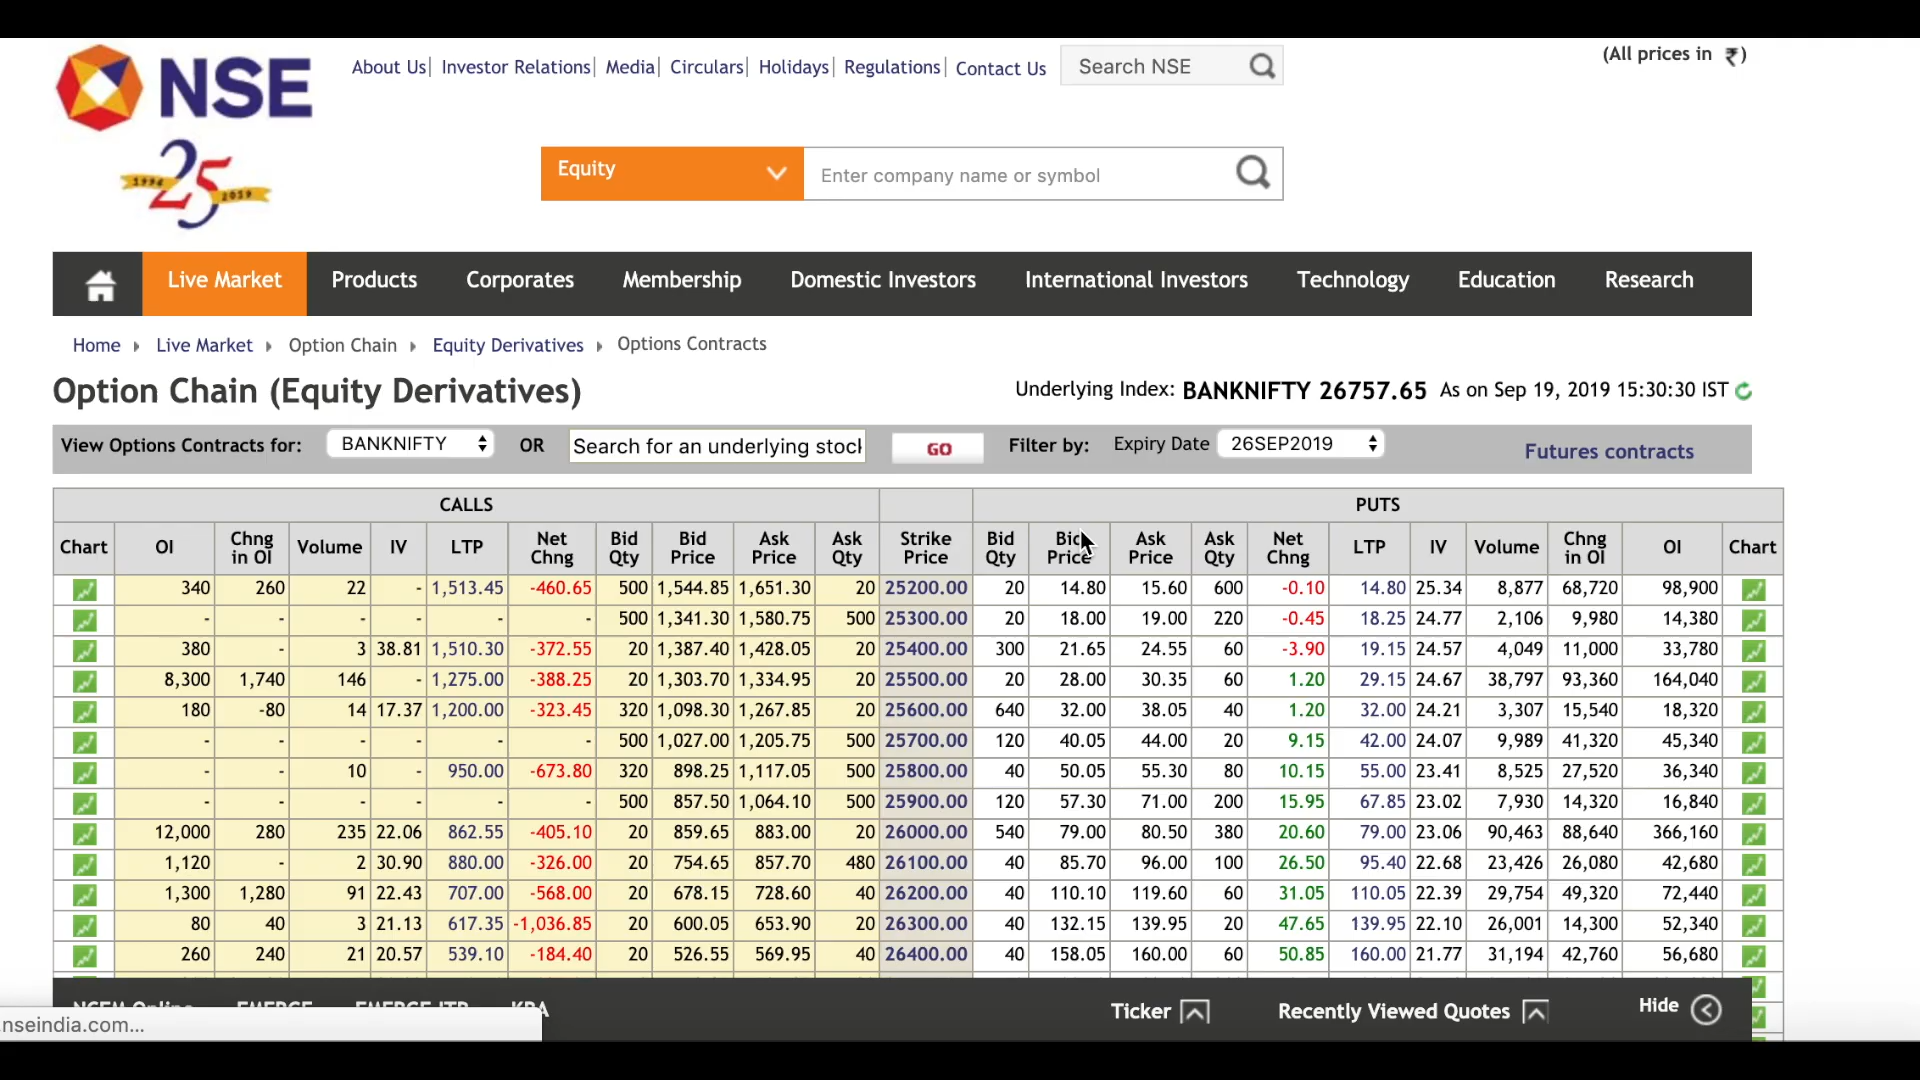 NSE
About Us| Investor Relations| Media| Circulars| Holidays| Regulations| Contact Us Search NSE
(All prices in ₹)
1994 25 2019
Equity Enter company name or symbol
Live Market Products Corporates Membership Domestic Investors International Investors Technology Education Research
Home Live Market Option Chain Equity Derivatives Options Contracts
Option Chain (Equity Derivatives) Underlying Index: BANKNIFTY 26757.65 As on Sep 19, 2019 15:30:30 IST
View Options Contracts for: BANKNIFTY OR Search for an underlying stock GO Filter by: Expiry Date 26SEP2019 Futures contracts
CALLS PUTS
Chart OI Chng in OI Volume IV LTP Net Chng Bid Qty Bid Price Ask Price Ask Qty Strike Price Bid Qty Bid Price Ask Price Ask Qty Net Chng LTP IV Volume Chng in OI OI Chart
340 260 22 - 1,513.45 -460.65 500 1,544.85 1,651.30 20 25200.00 20 14.80 15.60 600 -0.10 14.80 25.34 8,877 68,720 98,900
- - - - - - 500 1,341.30 1,580.75 500 25300.00 20 18.00 19.00 220 -0.45 18.25 24.77 2,106 9,980 14,380
380 - 3 38.81 1,510.30 -372.55 20 1,387.40 1,428.05 20 25400.00 300 21.65 24.55 60 -3.90 19.15 24.57 4,049 11,000 33,780
8,300 1,740 146 - 1,275.00 -388.25 20 1,303.70 1,334.95 20 25500.00 20 28.00 30.35 60 1.20 29.15 24.67 38,797 93,360 164,040
180 -80 14 17.37 1,200.00 -323.45 320 1,098.30 1,267.85 20 25600.00 640 32.00 38.05 40 1.20 32.00 24.21 3,307 15,540 18,320
- - - - - - 500 1,027.00 1,205.75 500 25700.00 120 40.05 44.00 20 9.15 42.00 24.07 9,989 41,320 45,340
- - 10 - 950.00 -673.80 320 898.25 1,117.05 500 25800.00 40 50.05 55.30 80 10.15 55.00 23.41 8,525 27,520 36,340
- - - - - - 500 857.50 1,064.10 500 25900.00 120 57.30 71.00 200 15.95 67.85 23.02 7,930 14,320 16,840
12,000 280 235 22.06 862.55 -405.10 20 859.65 883.00 20 26000.00 540 79.00 80.50 380 20.60 79.00 23.06 90,463 88,640 366,160
1,120 - 2 30.90 880.00 -326.00 20 754.65 857.70 480 26100.00 40 85.70 96.00 100 26.50 95.40 22.68 23,426 26,080 42,680
1,300 1,280 91 22.43 707.00 -568.00 20 678.15 728.60 40 26200.00 40 110.10 119.60 60 31.05 110.05 22.39 29,754 49,320 72,440
80 40 3 21.13 617.35 -1,036.85 20 600.05 653.90 20 26300.00 40 132.15 139.95 20 47.65 139.95 22.10 26,001 14,300 52,340
260 240 21 20.57 539.10 -184.40 20 526.55 569.95 40 26400.00 40 158.05 160.00 60 50.85 160.00 21.77 31,194 42,760 56,680
Ticker Recently Viewed Quotes Hide
nseindia.com...